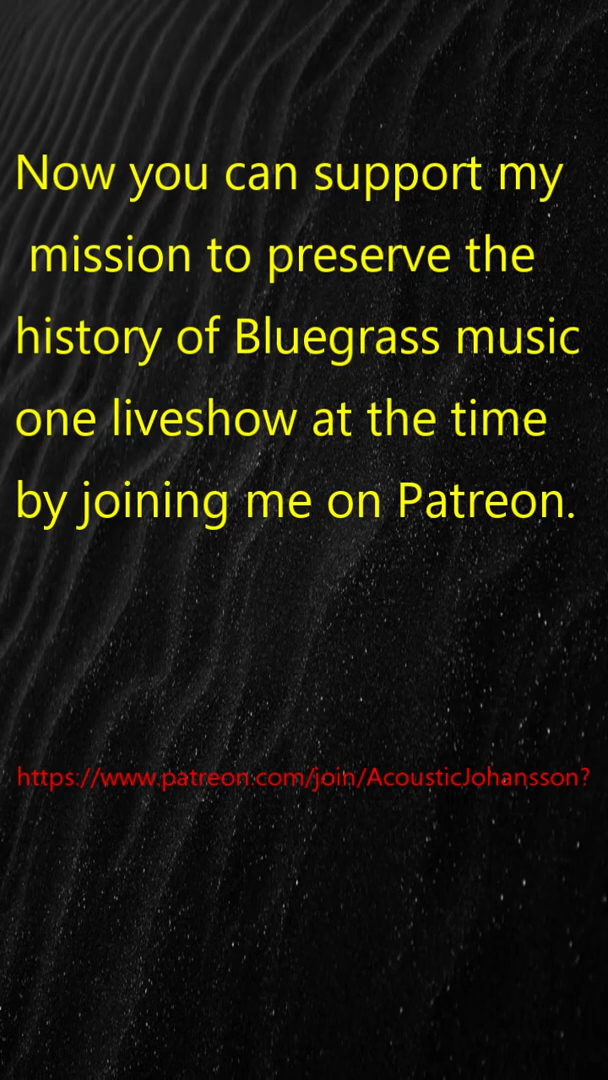 Now you can support my
mission to preserve the
history of Bluegrass music
one liveshow at the time
by joining me on Patreon.
https://www.patreon.com/join/AcousticJohansson?